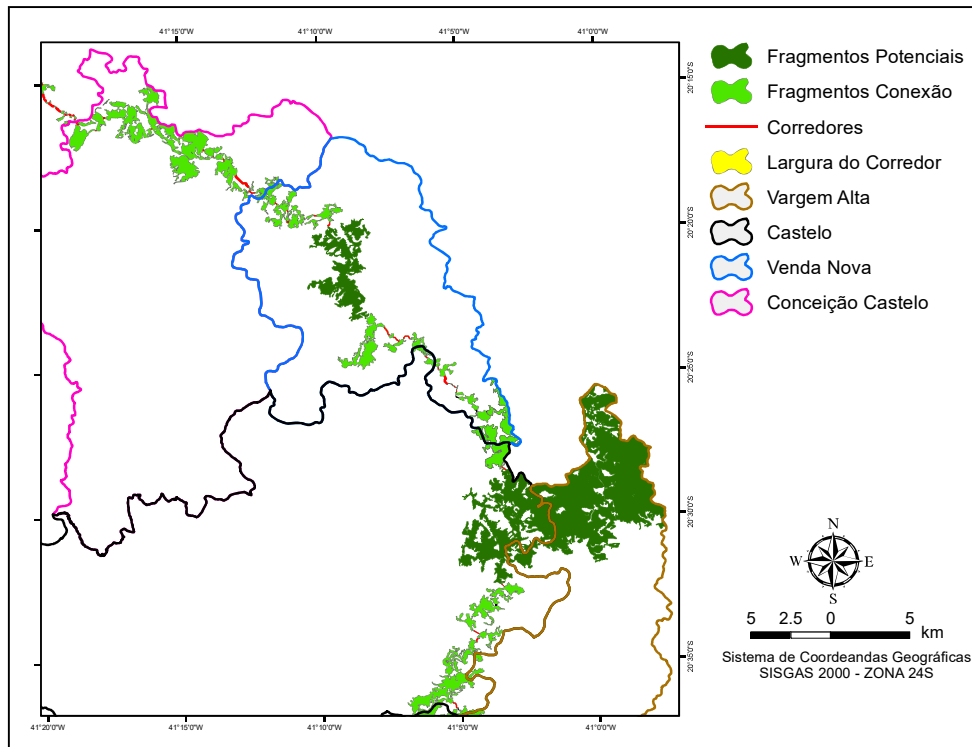 41°15'0"W 41°10'0"W 41°5'0"W 41°0'0"W
20°15'0"S
20°20'0"S
20°25'0"S
20°30'0"S
20°35'0"S
41°20'0"W 41°15'0"W 41°10'0"W 41°5'0"W 41°0'0"W
Fragmentos Potenciais
Fragmentos Conexão
Corredores
Largura do Corredor
Vargem Alta
Castelo
Venda Nova
Conceição Castelo
N
W E
S
5 2.5 0 5
km
Sistema de Coordeandas Geográficas
SISGAS 2000 - ZONA 24S